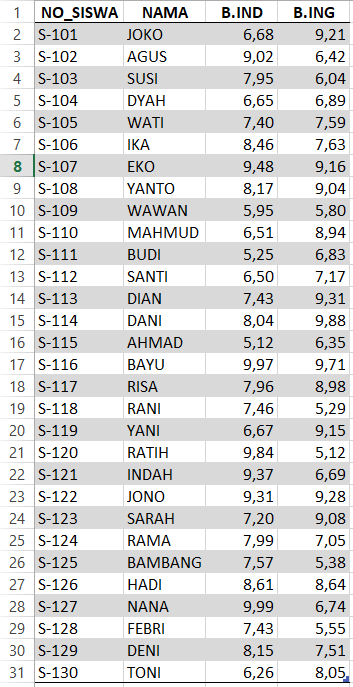 1 NO_SISWA NAMA B.IND B.ING
2 S-101 JOKO 6,68 9,21
3 S-102 AGUS 9,02 6,42
4 S-103 SUSI 7,95 6,04
5 S-104 DYAH 6,65 6,89
6 S-105 WATI 7,40 7,59
7 S-106 IKA 8,46 7,63
8 S-107 EKO 9,48 9,16
9 S-108 YANTO 8,17 9,04
10 S-109 WAWAN 5,95 5,80
11 S-110 MAHMUD 6,51 8,94
12 S-111 BUDI 5,25 6,83
13 S-112 SANTI 6,50 7,17
14 S-113 DIAN 7,43 9,31
15 S-114 DANI 8,04 9,88
16 S-115 AHMAD 5,12 6,35
17 S-116 BAYU 9,97 9,71
18 S-117 RISA 7,96 8,98
19 S-118 RANI 7,46 5,29
20 S-119 YANI 6,67 9,15
21 S-120 RATIH 9,84 5,12
22 S-121 INDAH 9,37 6,69
23 S-122 JONO 9,31 9,28
24 S-123 SARAH 7,20 9,08
25 S-124 RAMA 7,99 7,05
26 S-125 BAMBANG 7,57 5,38
27 S-126 HADI 8,61 8,64
28 S-127 NANA 9,99 6,74
29 S-128 FEBRI 7,43 5,55
30 S-129 DENI 8,15 7,51
31 S-130 TONI 6,26 8,05